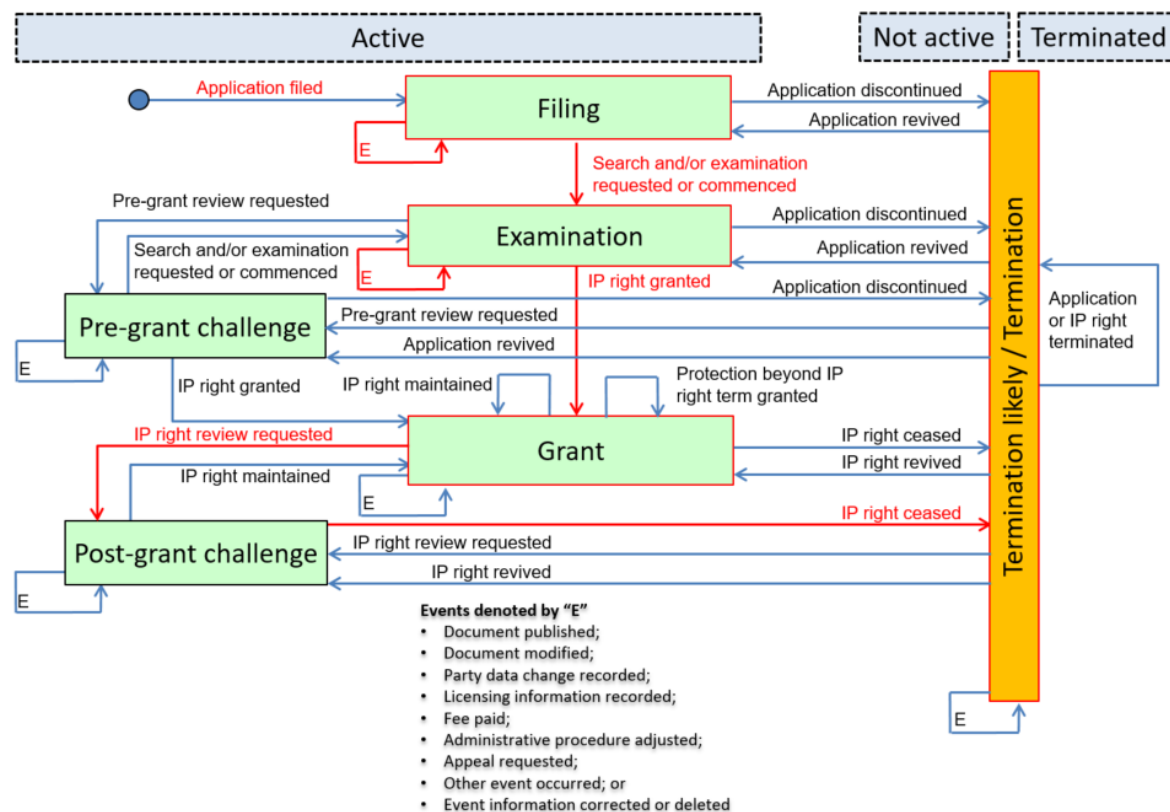 Active
Not active
Terminated
Application filed
Filing
Application discontinued
Application revived
E
Search and/or examination
requested or commenced
Pre-grant review requested
Examination
Application discontinued
Application revived
Search and/or examination
requested or commenced
E
IP right granted
Application discontinued
Pre-grant challenge
Pre-grant review requested
Application revived
E
Application
or IP right
terminated
Termination likely / Termination
IP right granted
IP right maintained
Protection beyond IP
right term granted
IP right review requested
Grant
IP right ceased
IP right revived
IP right maintained
E
IP right ceased
Post-grant challenge
IP right review requested
IP right revived
E
Events denoted by “E”
• Document published;
• Document modified;
• Party data change recorded;
• Licensing information recorded;
• Fee paid;
• Administrative procedure adjusted;
• Appeal requested;
• Other event occurred; or
• Event information corrected or deleted
E